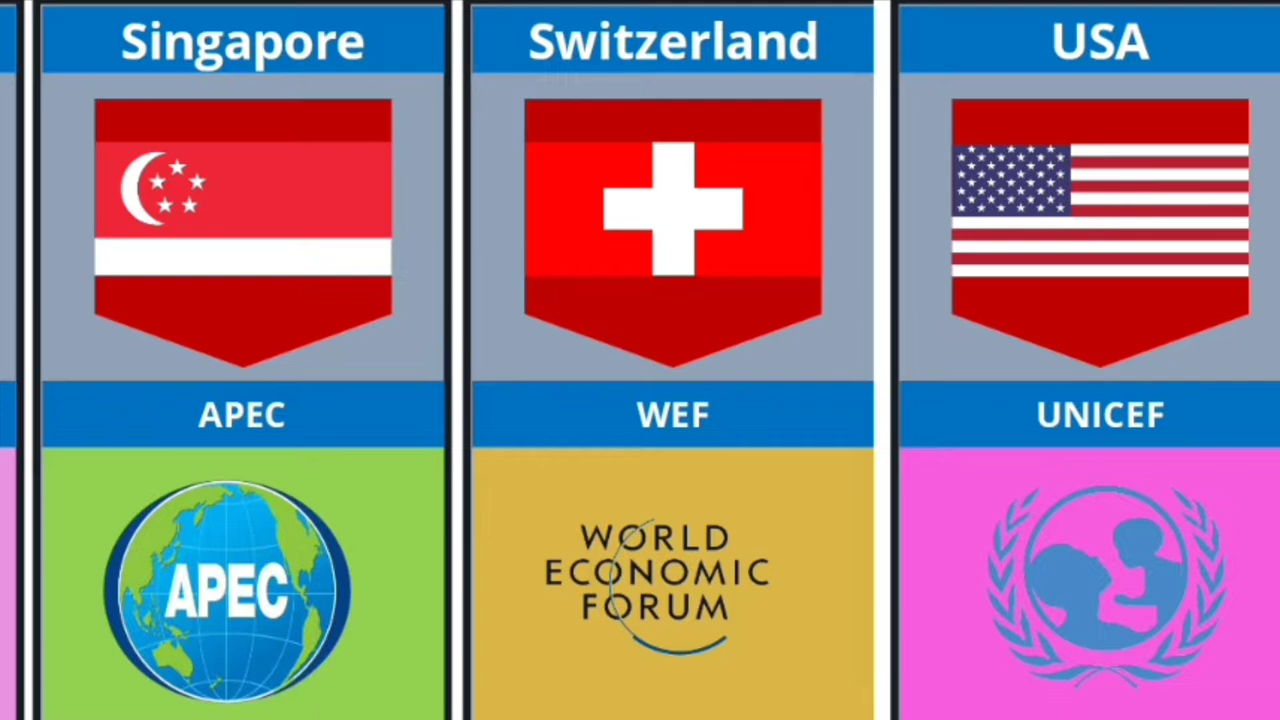 Singapore
Switzerland
USA
APEC
WEF
UNICEF
APEC
WORLD
ECONOMIC
FORUM